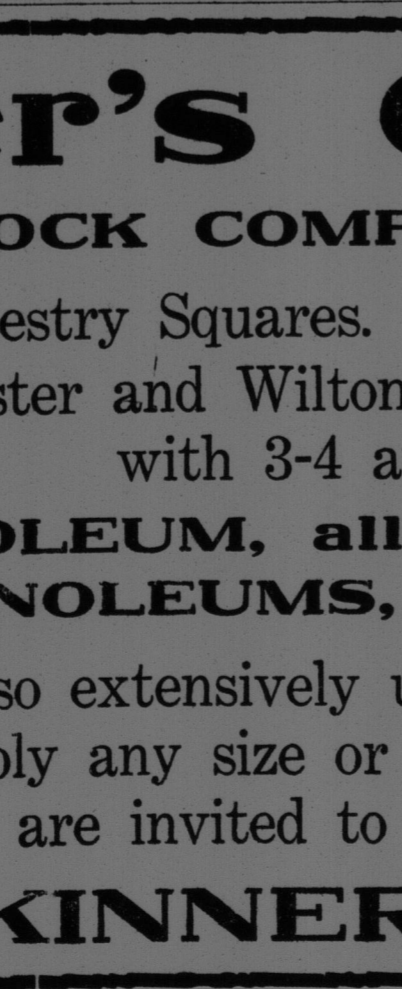 er's
OCK COMP
estry Squares.
ster and Wilton
with 3-4 a
OLEUM, all
NOLEUMS,
so extensively u
ply any size or
are invited to
KINNER